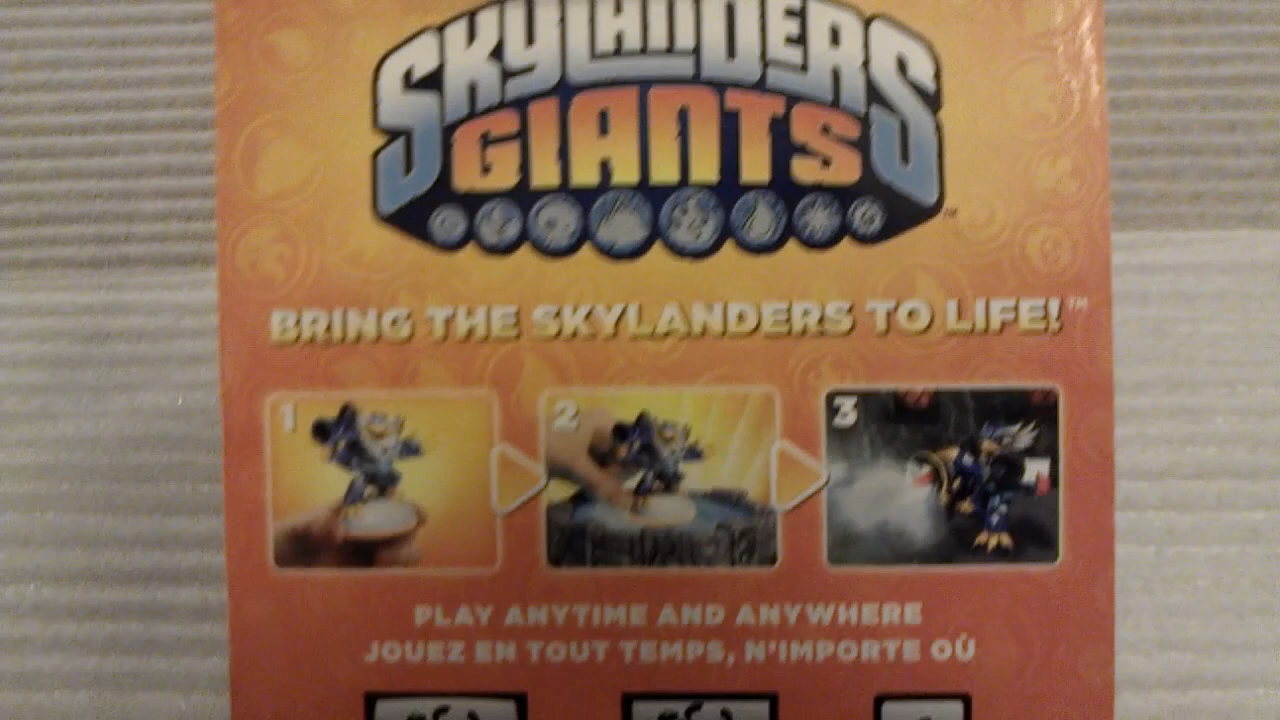 SKYLANDERS
GIANTS
™
BRING THE SKYLANDERS TO LIFE!™
1
2
3
PLAY ANYTIME AND ANYWHERE
JOUEZ EN TOUT TEMPS, N'IMPORTE OÙ